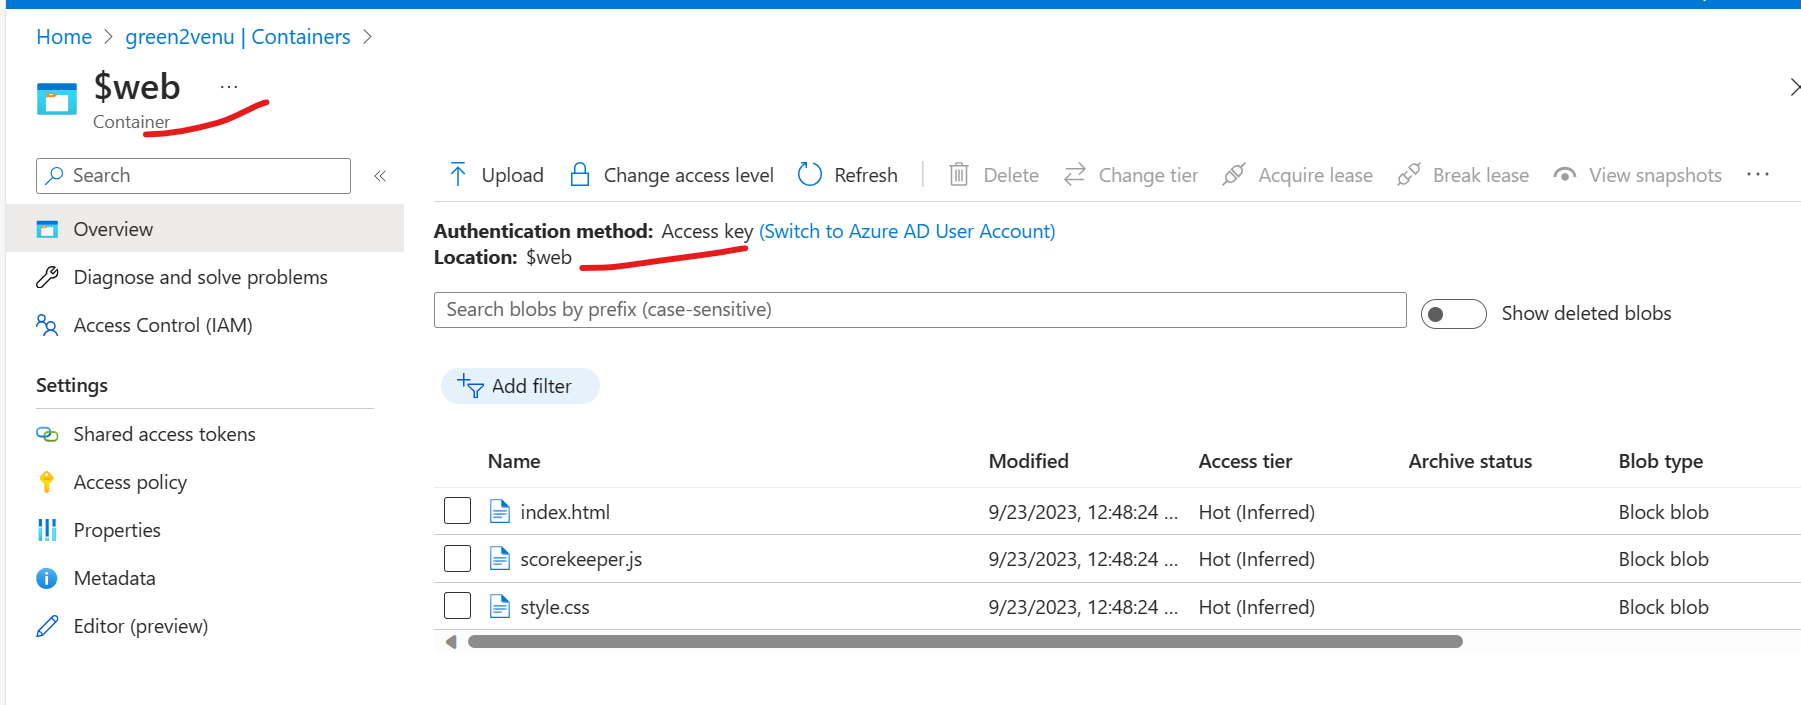 Home > green2venu | Containers >
$web ...
Container
Search «
Overview
Diagnose and solve problems
Access Control (IAM)
Settings
Shared access tokens
Access policy
Properties
Metadata
Editor (preview)
Upload Change access level Refresh Delete Change tier Acquire lease Break lease View snapshots ...
Authentication method: Access key (Switch to Azure AD User Account)
Location: $web
Search blobs by prefix (case-sensitive) Show deleted blobs
Add filter
Name Modified Access tier Archive status Blob type
index.html 9/23/2023, 12:48:24 ... Hot (Inferred) Block blob
scorekeeper.js 9/23/2023, 12:48:24 ... Hot (Inferred) Block blob
style.css 9/23/2023, 12:48:24 ... Hot (Inferred) Block blob